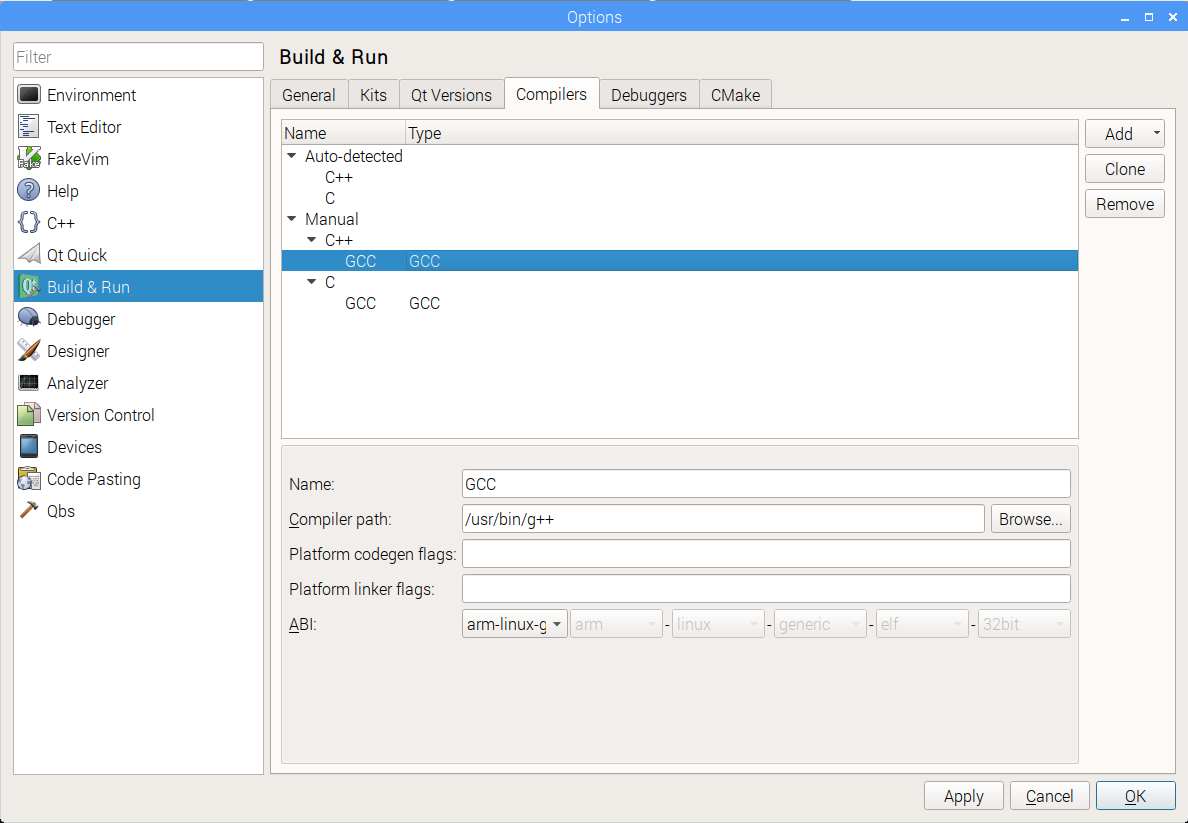 Options
Filter
Build & Run
Environment
Text Editor
FakeVim
Help
C++
Qt Quick
Build & Run
Debugger
Designer
Analyzer
Version Control
Devices
Code Pasting
Qbs
General Kits Qt Versions Compilers Debuggers CMake
Name Type
Auto-detected
C++
C
Manual
C++
GCC GCC
C
GCC GCC
Add
Clone
Remove
Name: GCC
Compiler path: /usr/bin/g++ Browse...
Platform codegen flags:
Platform linker flags:
ABI: arm-linux-g arm - linux - generic - elf - 32bit
Apply Cancel OK